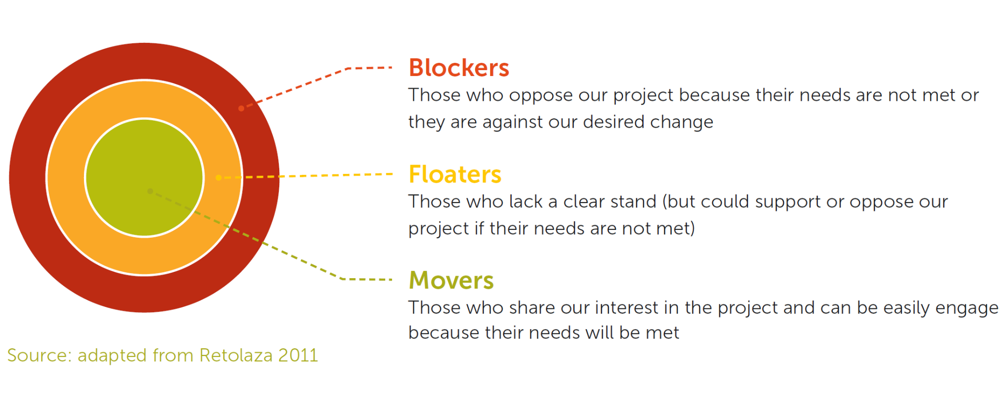 Blockers
Those who oppose our project because their needs are not met or
they are against our desired change
Floaters
Those who lack a clear stand (but could support or oppose our
project if their needs are not met)
Movers
Those who share our interest in the project and can be easily engage
because their needs will be met
Source: adapted from Retolaza 2011